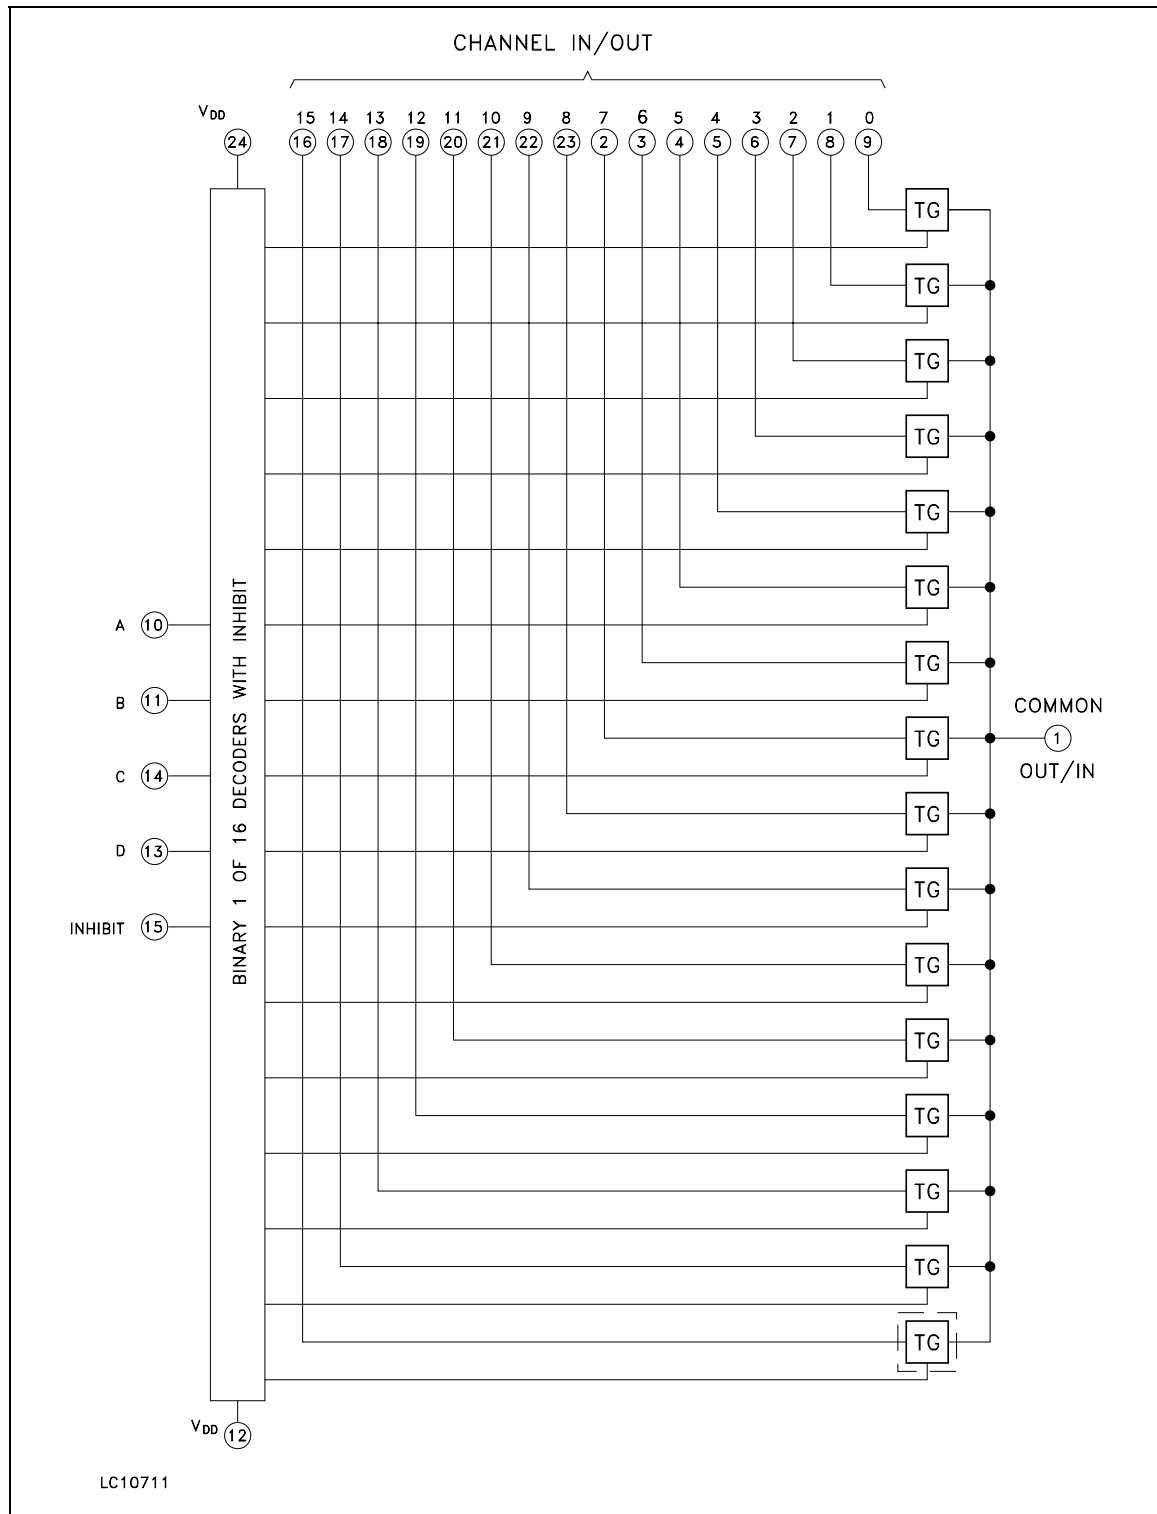 CHANNEL IN/OUT
VDD 15 14 13 12 11 10 9 8 7 6 5 4 3 2 1 0
24 16 17 18 19 20 21 22 23 2 3 4 5 6 7 8 9
TG
TG
TG
TG
TG
TG
A 10
TG
B 11
COMMON
TG
1
OUT/IN
C 14
TG
D 13
TG
INHIBIT 15
BINARY 1 OF 16 DECODERS WITH INHIBIT
TG
TG
TG
TG
TG
TG
VDD 12
LC10711